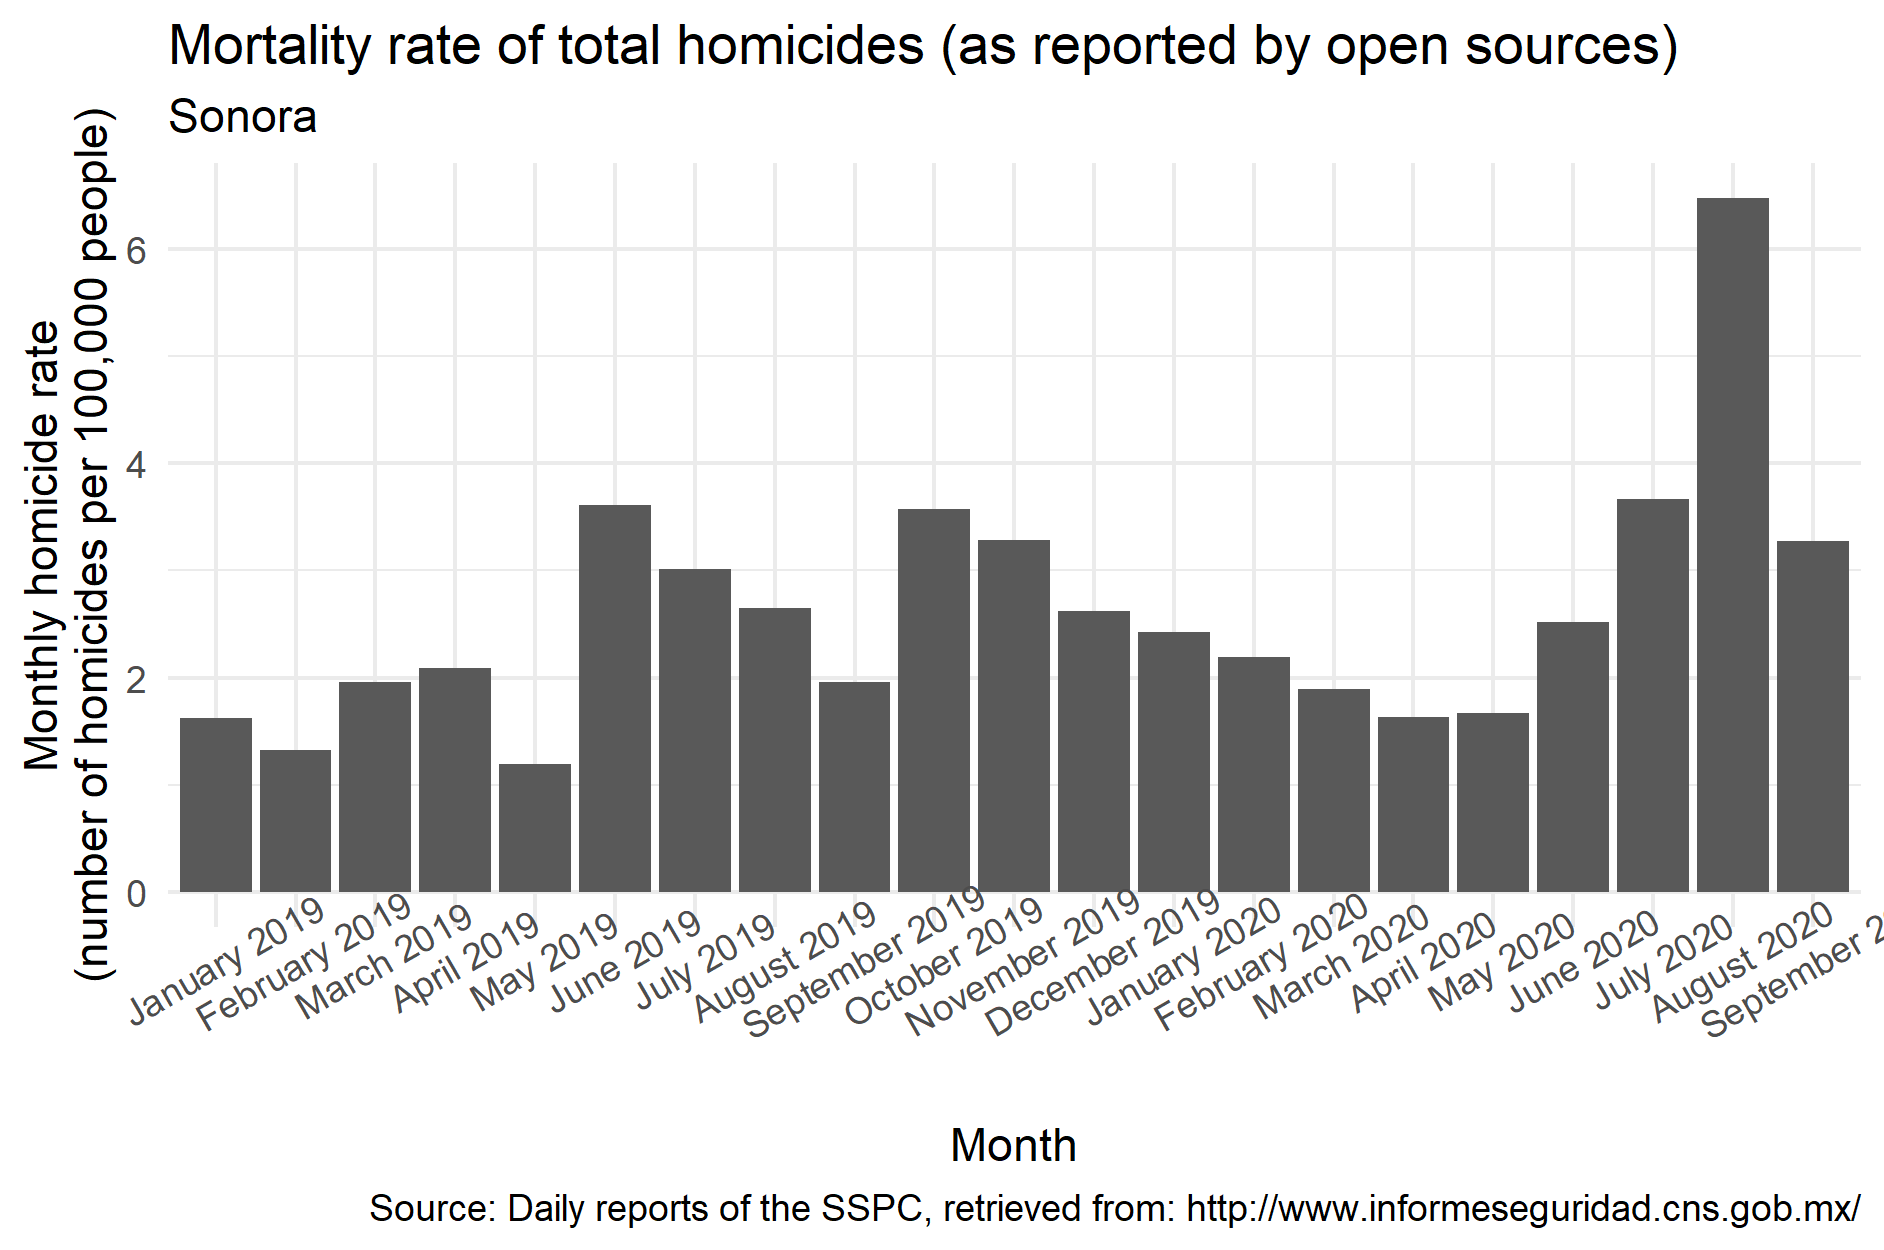 Mortality rate of total homicides (as reported by open sources)
Sonora
Monthly homicide rate
(number of homicides per 100,000 people)
6
4
2
0
January 2019
February 2019
March 2019
April 2019
May 2019
June 2019
July 2019
August 2019
September 2019
October 2019
November 2019
December 2019
January 2020
February 2020
March 2020
April 2020
May 2020
June 2020
July 2020
August 2020
September 2
Month
Source: Daily reports of the SSPC, retrieved from: http://www.informeseguridad.cns.gob.mx/